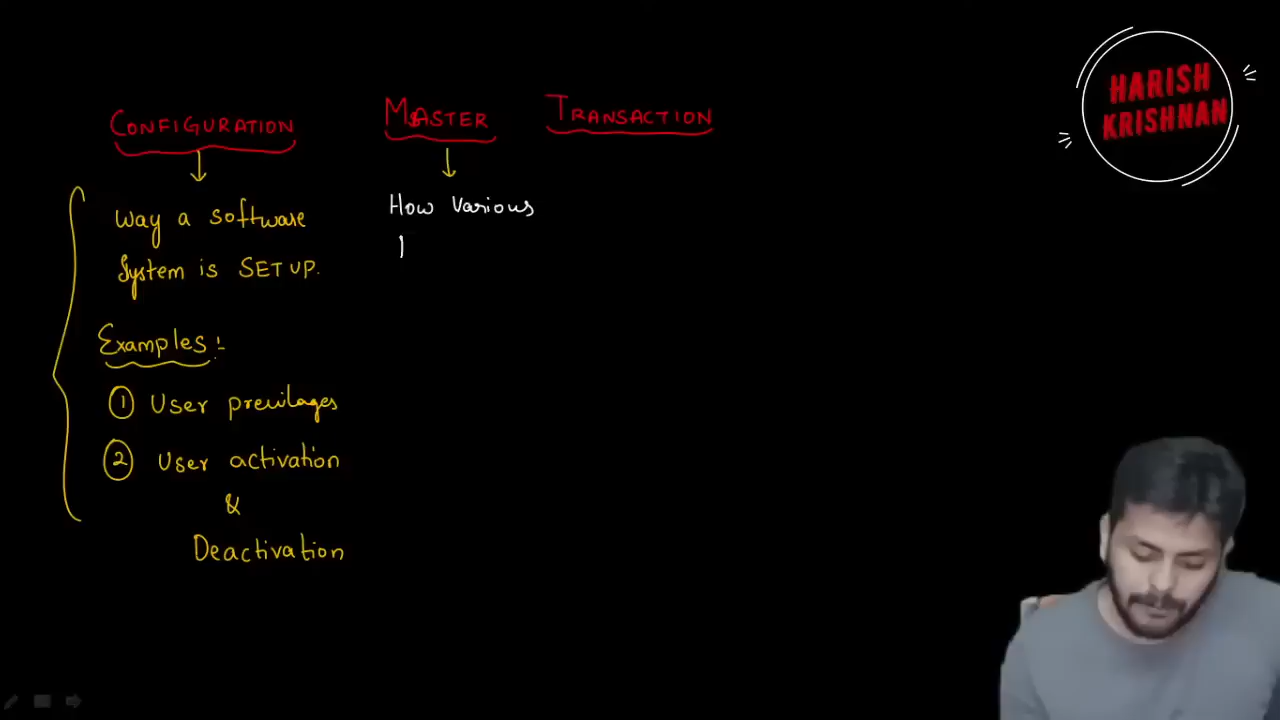 CONFIGURATION
MASTER
TRANSACTION
Way a software
System is SETUP.
Examples:
① User previlages
② User activation
&
Deactivation
How Various
HARISH
KRISHNAN